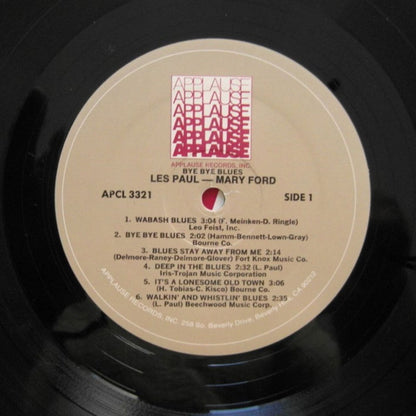 APPLAUSE
APPLAUSE
APPLAUSE
APPLAUSE
APPLAUSE
APPLAUSE
APPLAUSE
APPLAUSE RECORDS, INC.
BYE BYE BLUES
LES PAUL — MARY FORD
APCL 3321
SIDE 1
1. WABASH BLUES 3:04 (F. Meinken-D. Ringle)
Leo Feist, Inc.
2. BYE BYE BLUES 2:02 (Hamm-Bennett-Lown-Gray)
Bourne Co.
3. BLUES STAY AWAY FROM ME 2:14
(Delmore-Raney-Delmore-Glover) Fort Knox Music Co.
4. DEEP IN THE BLUES 2:32 (L. Paul)
Iris-Trojan Music Corporation
5. IT'S A LONESOME OLD TOWN 3:06
(H. Tobias-C. Kisco) Bourne Co.
6. WALKIN' AND WHISTLIN' BLUES 2:35
(L. Paul) Beechwood Music Corp.
APPLAUSE RECORDS, INC. 258 So. Beverly Drive, Beverly Hills, CA 90212